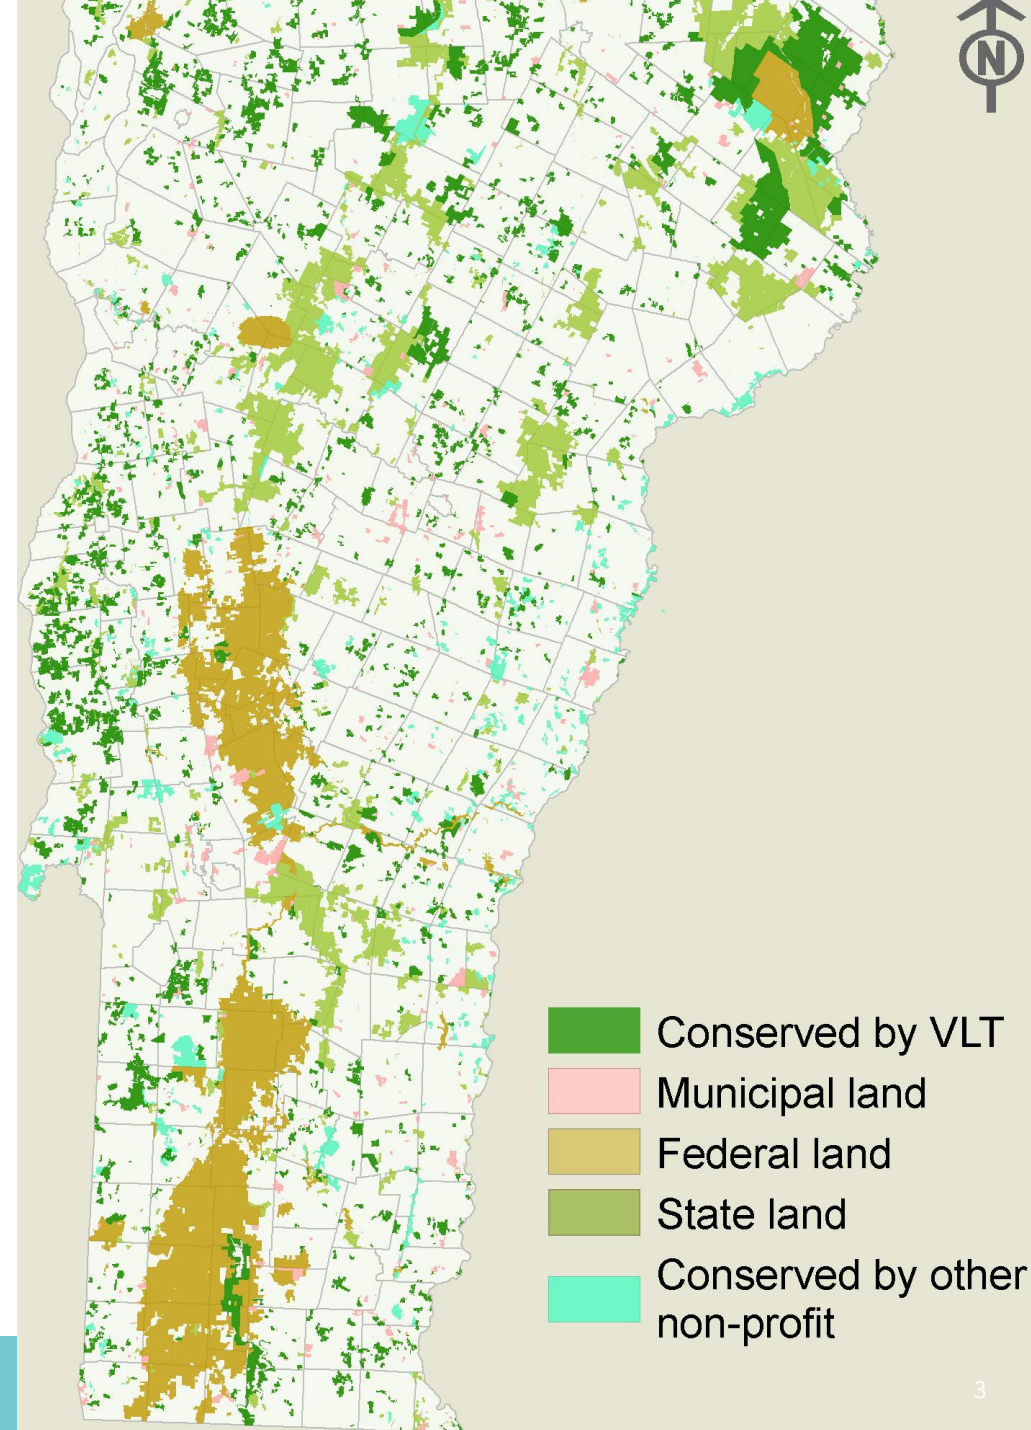 N
Conserved by VLT
Municipal land
Federal land
State land
Conserved by other
non-profit
3